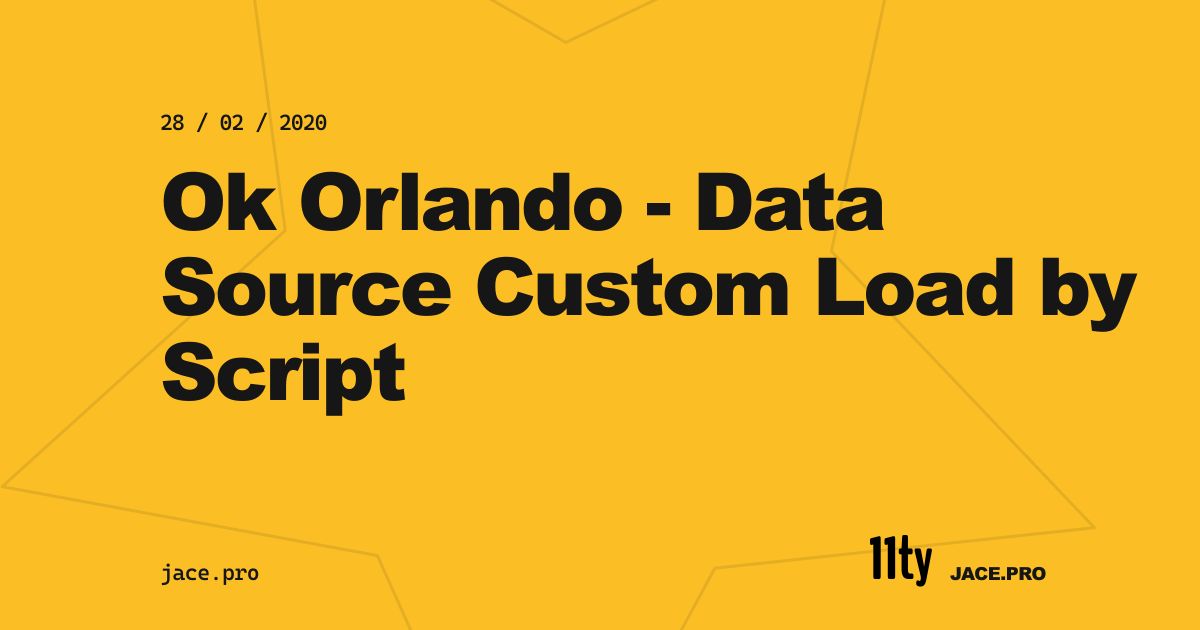 28 / 02 / 2020
Ok Orlando - Data
Source Custom Load by
Script
jace.pro
11ty JACE.PRO